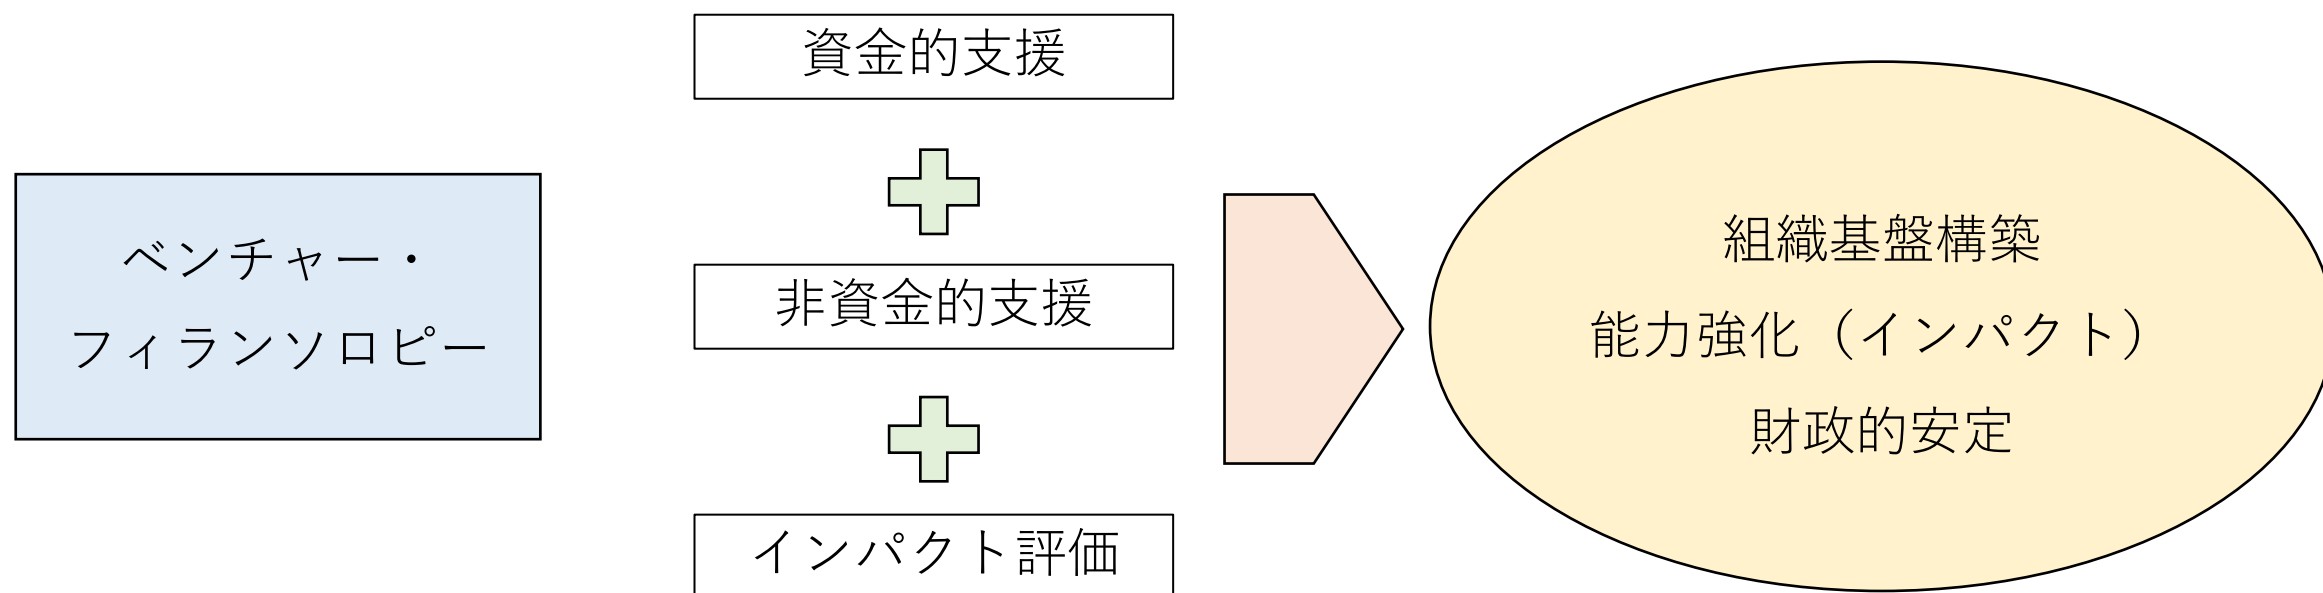 ベンチャー・
フィランソロピー
資金的支援
非資金的支援
インパクト評価
組織基盤構築
能力強化（インパクト）
財政的安定